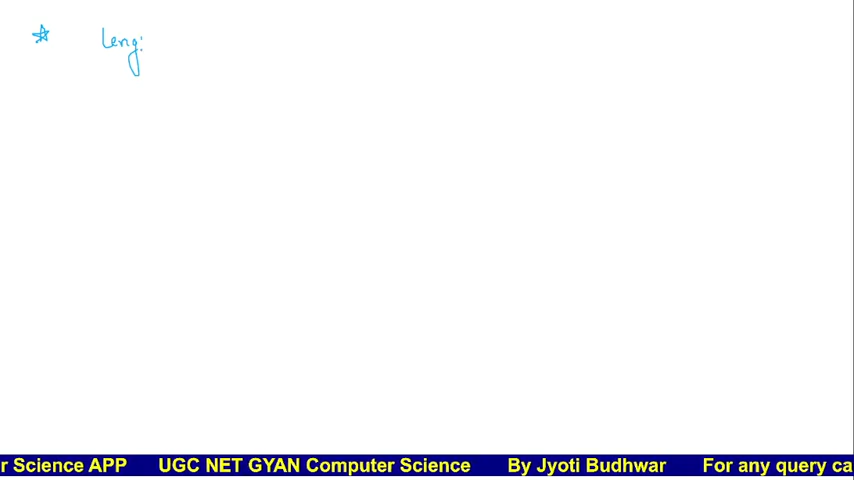 ☆ leng:
r Science APP UGC NET GYAN Computer Science By Jyoti Budhwar For any query ca